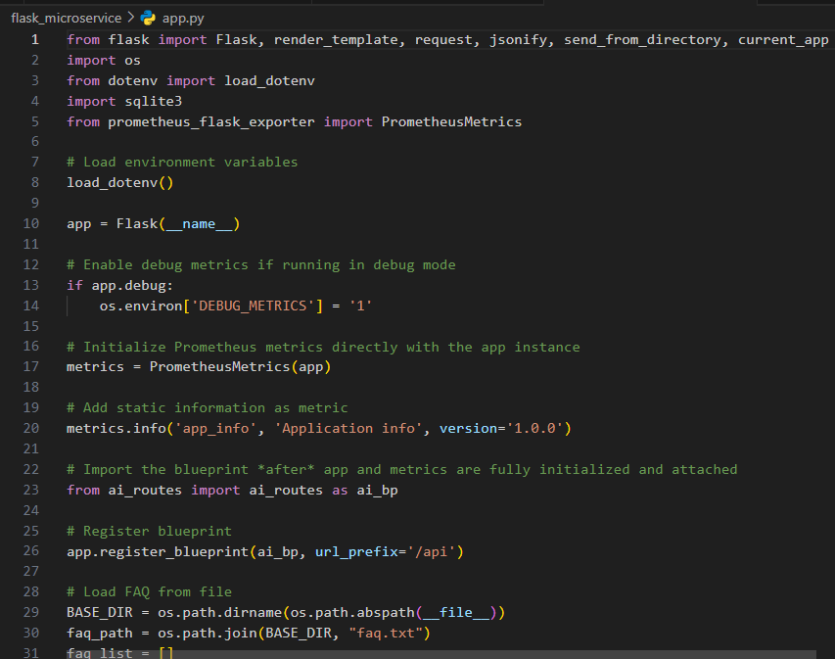 flask_microservice > app.py
1 from flask import Flask, render_template, request, jsonify, send_from_directory, current_app
2 import os
3 from dotenv import load_dotenv
4 import sqlite3
5 from prometheus_flask_exporter import PrometheusMetrics
6
7 # Load environment variables
8 load_dotenv()
9
10 app = Flask(__name__)
11
12 # Enable debug metrics if running in debug mode
13 if app.debug:
14     os.environ['DEBUG_METRICS'] = '1'
15
16 # Initialize Prometheus metrics directly with the app instance
17 metrics = PrometheusMetrics(app)
18
19 # Add static information as metric
20 metrics.info('app_info', 'Application info', version='1.0.0')
21
22 # Import the blueprint *after* app and metrics are fully initialized and attached
23 from ai_routes import ai_routes as ai_bp
24
25 # Register blueprint
26 app.register_blueprint(ai_bp, url_prefix='/api')
27
28 # Load FAQ from file
29 BASE_DIR = os.path.dirname(os.path.abspath(__file__))
30 faq_path = os.path.join(BASE_DIR, "faq.txt")
31 faq_list = []